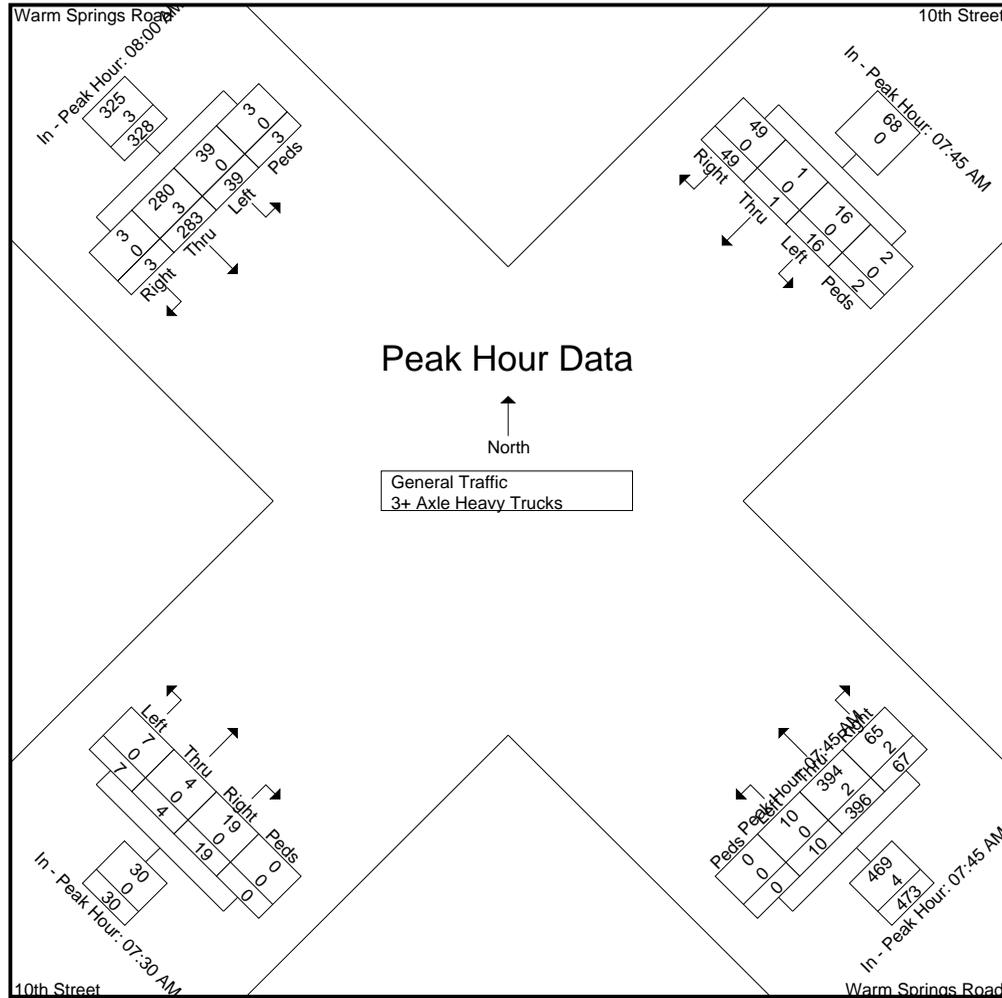 Warm Springs Road
10th Street
In - Peak Hour: 08:00 AM
325
3
328
3
0
3
39
0
39
280
3
283
3
0
3
Peds
Left
Thru
Right
In - Peak Hour: 07:45 AM
68
0
49
0
49
1
0
1
16
0
16
2
0
2
Right
Thru
Left
Peds
Peak Hour Data
North
General Traffic
3+ Axle Heavy Trucks
Left
Thru
Right
Peds
7
0
7
4
0
4
19
0
19
0
0
0
30
0
30
In - Peak Hour: 07:30 AM
Peak Hour: 07:45 AM
Right
Thru
Left
Peds
65
2
67
394
2
396
10
0
10
0
0
0
469
4
473
In - Peak Hour: 07:45 AM
10th Street
Warm Springs Road